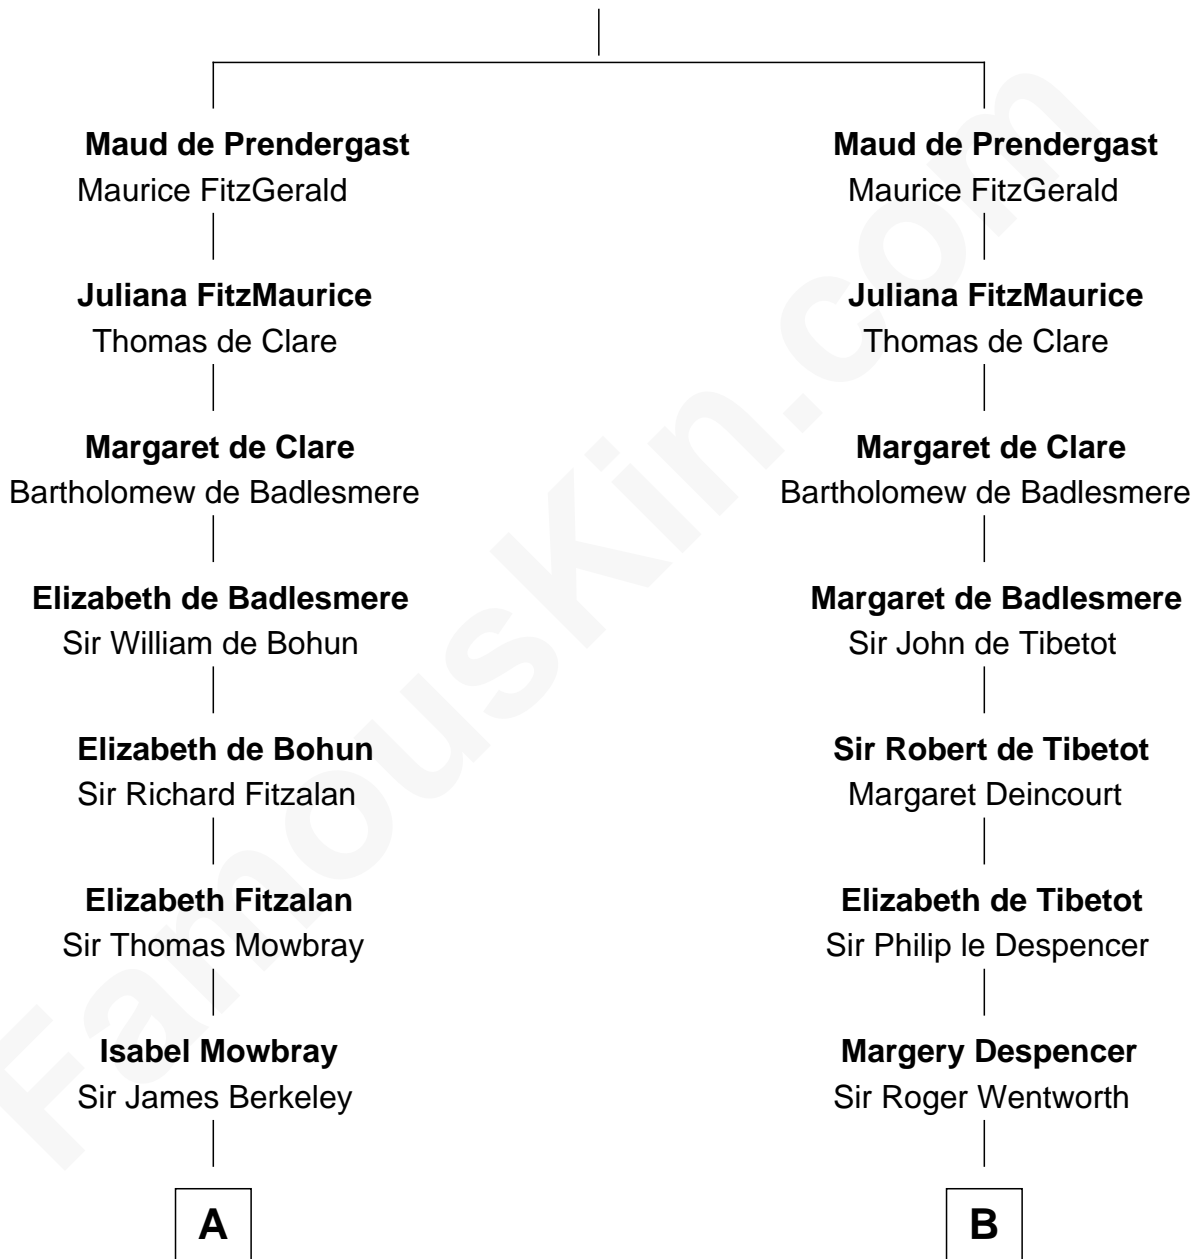 Maud de Prendergast
Maurice FitzGerald
Juliana FitzMaurice
Thomas de Clare
Margaret de Clare
Bartholomew de Badlesmere
Elizabeth de Badlesmere
Sir William de Bohun
Elizabeth de Bohun
Sir Richard Fitzalan
Elizabeth Fitzalan
Sir Thomas Mowbray
Isabel Mowbray
Sir James Berkeley
A
Maud de Prendergast
Maurice FitzGerald
Juliana FitzMaurice
Thomas de Clare
Margaret de Clare
Bartholomew de Badlesmere
Margaret de Badlesmere
Sir John de Tibetot
Sir Robert de Tibetot
Margaret Deincourt
Elizabeth de Tibetot
Sir Philip le Despencer
Margery Despencer
Sir Roger Wentworth
B
FamousKin.com